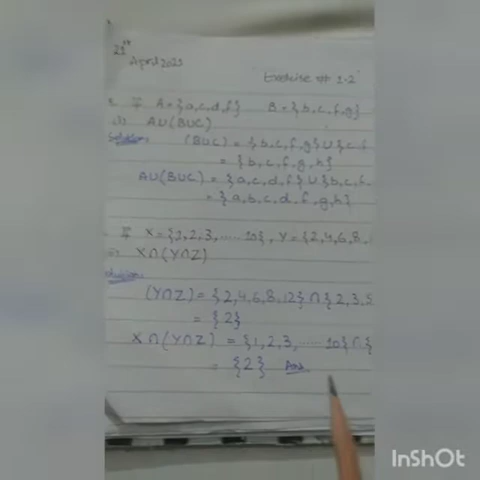 21st
April 2021
Exercise # 1-2
If A = {a,c,d,f} B = {b,c,f,g}
AU(BUC)
Solution:
(BUC) = {b,c,f,g} U {c,f
= {b,c,f,g,h}
AU(BUC) = {a,c,d,f} U {b,c,f,
= {a,b,c,d,f,g,h}
If X = {1,2,3,.....10}, Y = {2,4,6,8,
X∩(Y∩Z)
Solution:
(Y∩Z) = {2,4,6,8,12} ∩ {2,3,5
= {2}
X∩(Y∩Z) = {1,2,3,.....10} ∩ {
= {2} Ans
InShOt